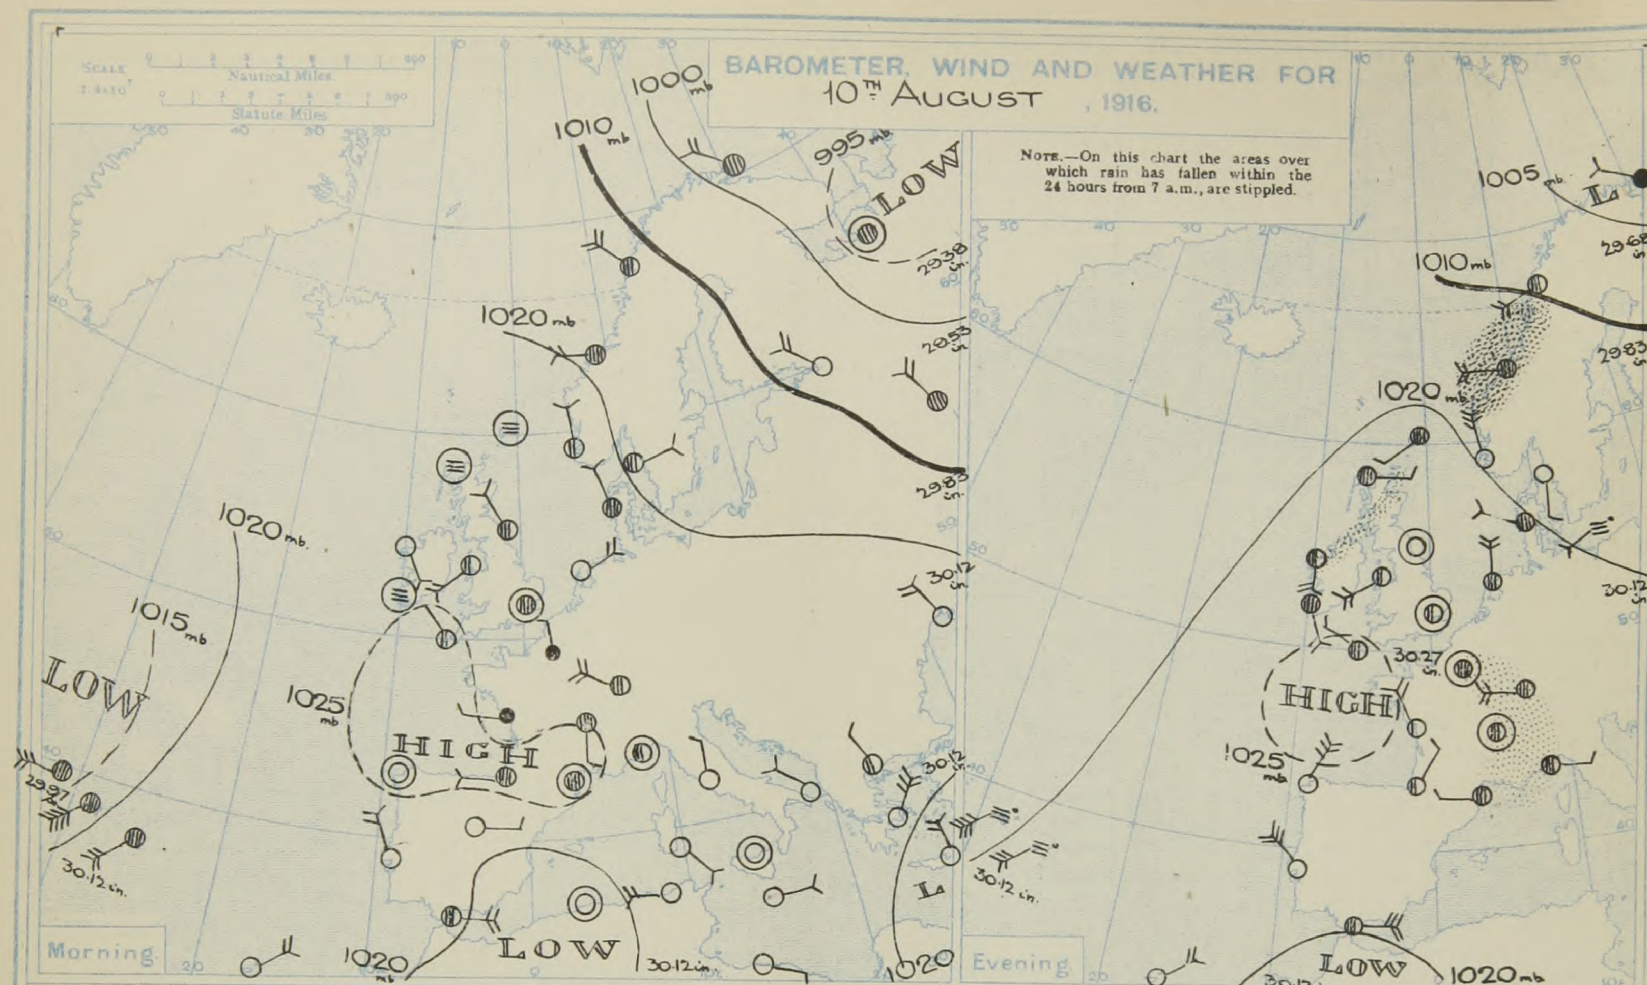 SCALE
Nautical Miles
Statute Miles
BAROMETER, WIND AND WEATHER FOR
10TH AUGUST , 1916.
NOTE.—On this chart the areas over
which rain has fallen within the
24 hours from 7 a.m., are stippled.
1000 mb
1010 mb
995 mb
LOW
29.38 in.
1020 mb
29.53 in
29.83 in.
1020 mb.
1015 mb
LOW
30.12 in.
1025 mb
HIGH
29.97
30.12 in.
30.12 in
L
LOW
1020 mb
30.12 in.
1020
Morning
1005 mb
L
29.68 in
1010 mb
29.83 in
1020 mb
30.12 in
30.27 in.
HIGH
1025 mb
30.12 in.
LOW
1020 mb
30.12 in
Evening